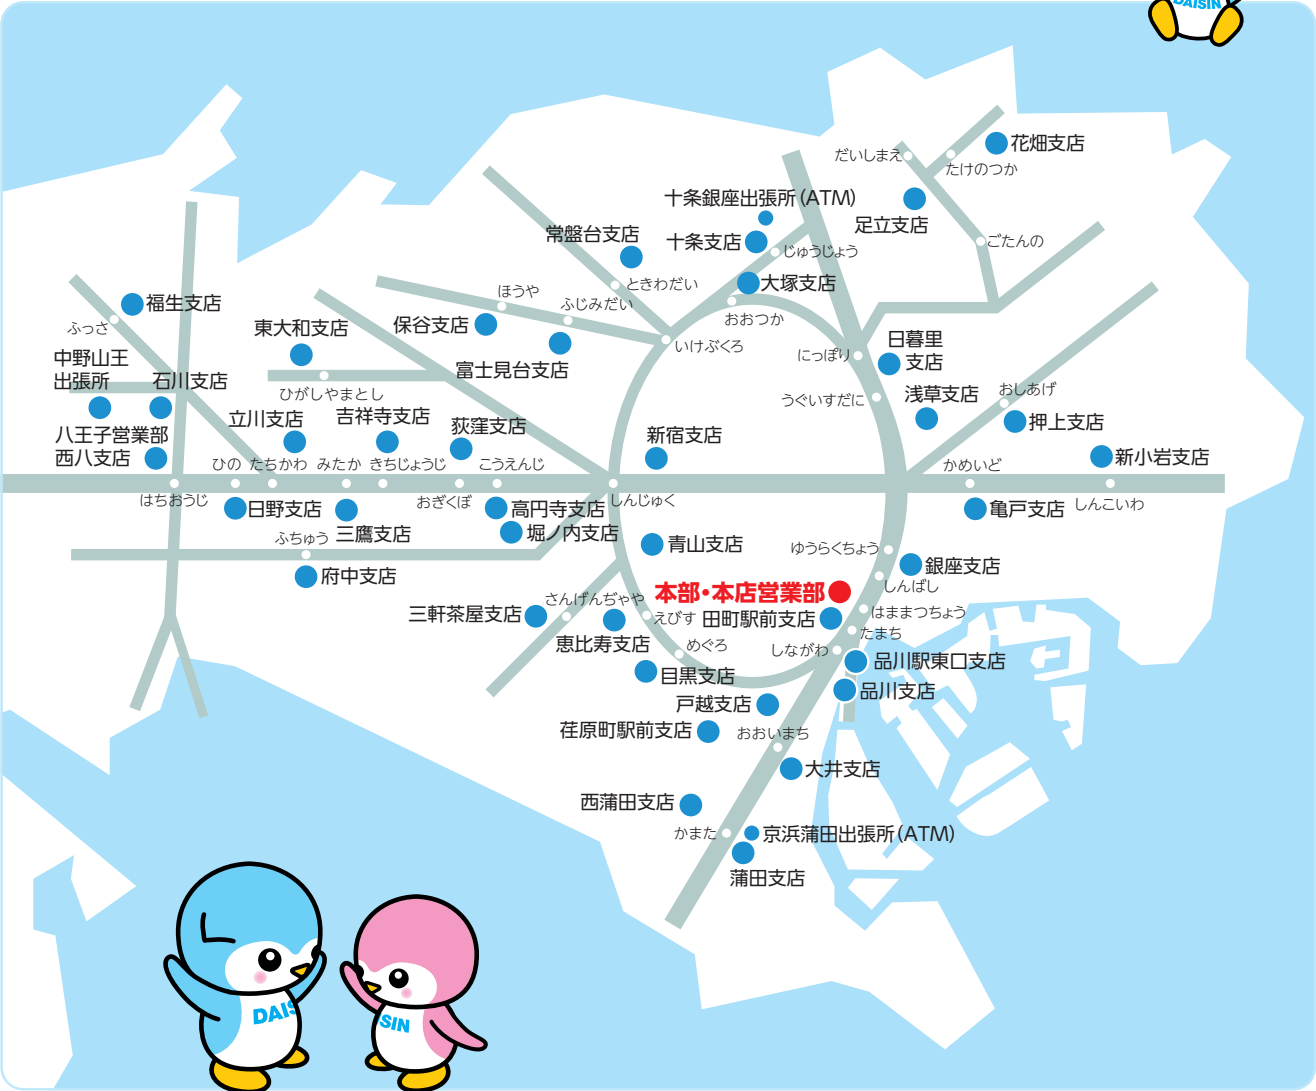 DAISIN
花畑支店
だいしまえ
たけのつか
足立支店
ごたんの
十条銀座出張所(ATM)
十条支店
じゅうじょう
常盤台支店
ときわだい
大塚支店
おおつか
ほうや
ふじみだい
保谷支店
富士見台支店
いけぶくろ
にっぽり
日暮里
支店
うぐいすだに
浅草支店
おしあげ
押上支店
新小岩支店
かめいど
しんこいわ
亀戸支店
福生支店
ふっさ
東大和支店
ひがしやまとし
中野山王
出張所
石川支店
八王子営業部
西八支店
立川支店
吉祥寺支店
荻窪支店
新宿支店
ひの
たちかわ
みたか
きちじょうじ
こうえんじ
はちおうじ
おぎくぼ
しんじゅく
日野支店
三鷹支店
高円寺支店
堀ノ内支店
ふちゅう
府中支店
青山支店
ゆうらくちょう
銀座支店
しんばし
本部・本店営業部
田町駅前支店
はままつちょう
たまち
しながわ
さんげんぢゃや
三軒茶屋支店
えびす
恵比寿支店
めぐろ
目黒支店
品川駅東口支店
品川支店
戸越支店
荏原町駅前支店
おおいまち
大井支店
西蒲田支店
かまた
京浜蒲田出張所(ATM)
蒲田支店
DAIS
SIN